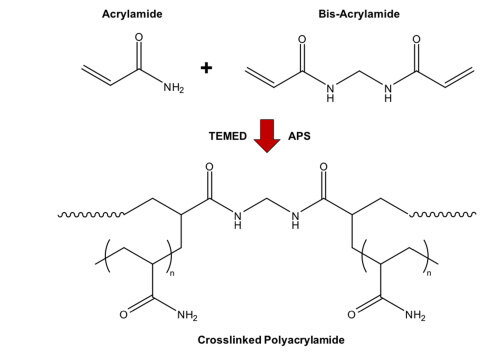 Acrylamide
Bis-Acrylamide
O
NH2
+
O
N
H
N
H
O
TEMED
APS
O
N
H
N
H
O
n
O
NH2
n
O
NH2
Crosslinked Polyacrylamide